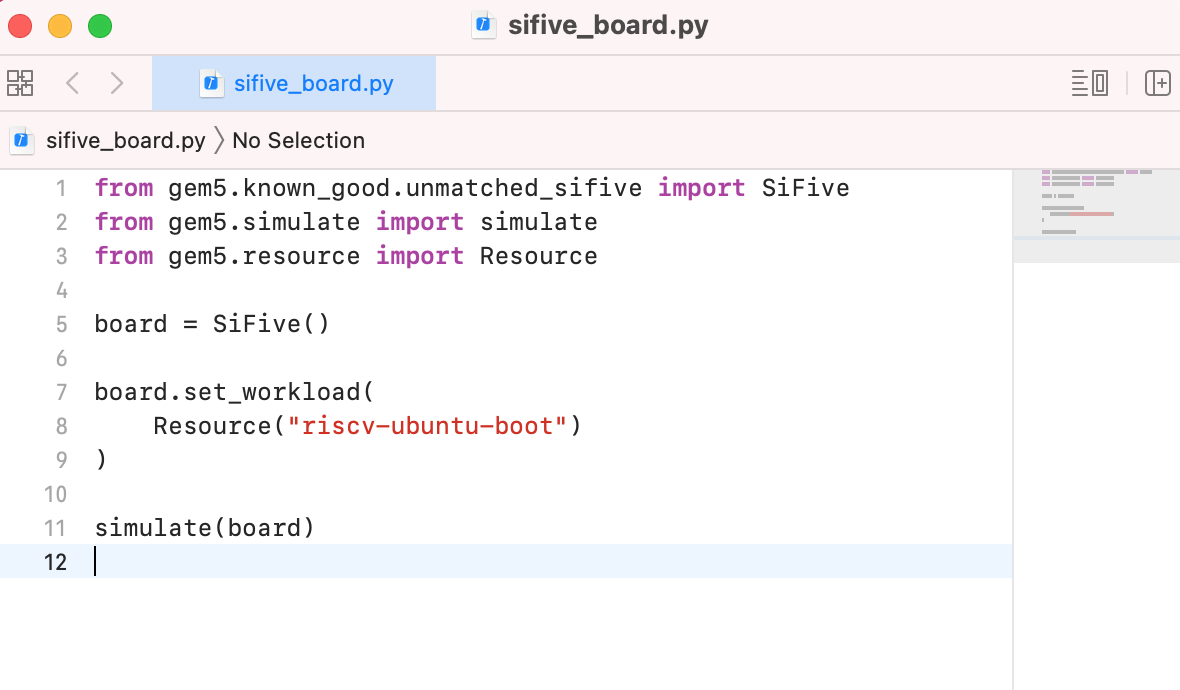 sifive_board.py
sifive_board.py
sifive_board.py 〉 No Selection
1 from gem5.known_good.unmatched_sifive import SiFive
2 from gem5.simulate import simulate
3 from gem5.resource import Resource
4
5 board = SiFive()
6
7 board.set_workload(
8     Resource("riscv-ubuntu-boot")
9 )
10
11 simulate(board)
12